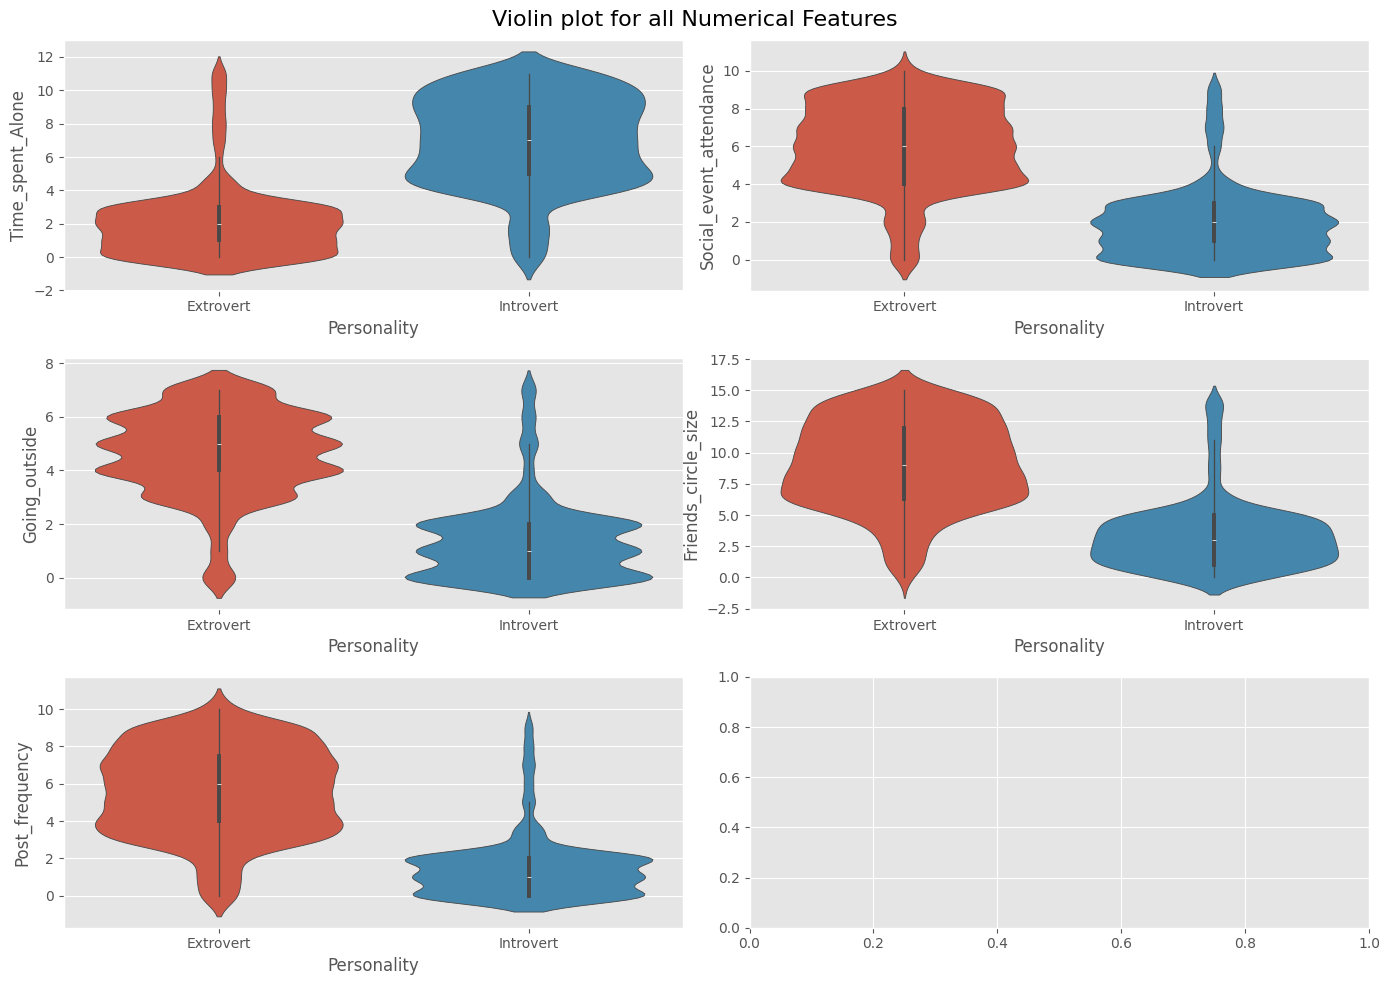 Violin plot for all Numerical Features
Time_spent_Alone
12
10
8
6
4
2
0
−2
Extrovert
Introvert
Personality
Social_event_attendance
10
8
6
4
2
0
Extrovert
Introvert
Personality
Going_outside
8
6
4
2
0
Extrovert
Introvert
Personality
Friends_circle_size
17.5
15.0
12.5
10.0
7.5
5.0
2.5
0.0
−2.5
Extrovert
Introvert
Personality
Post_frequency
10
8
6
4
2
0
Extrovert
Introvert
Personality
1.0
0.8
0.6
0.4
0.2
0.0
0.0
0.2
0.4
0.6
0.8
1.0